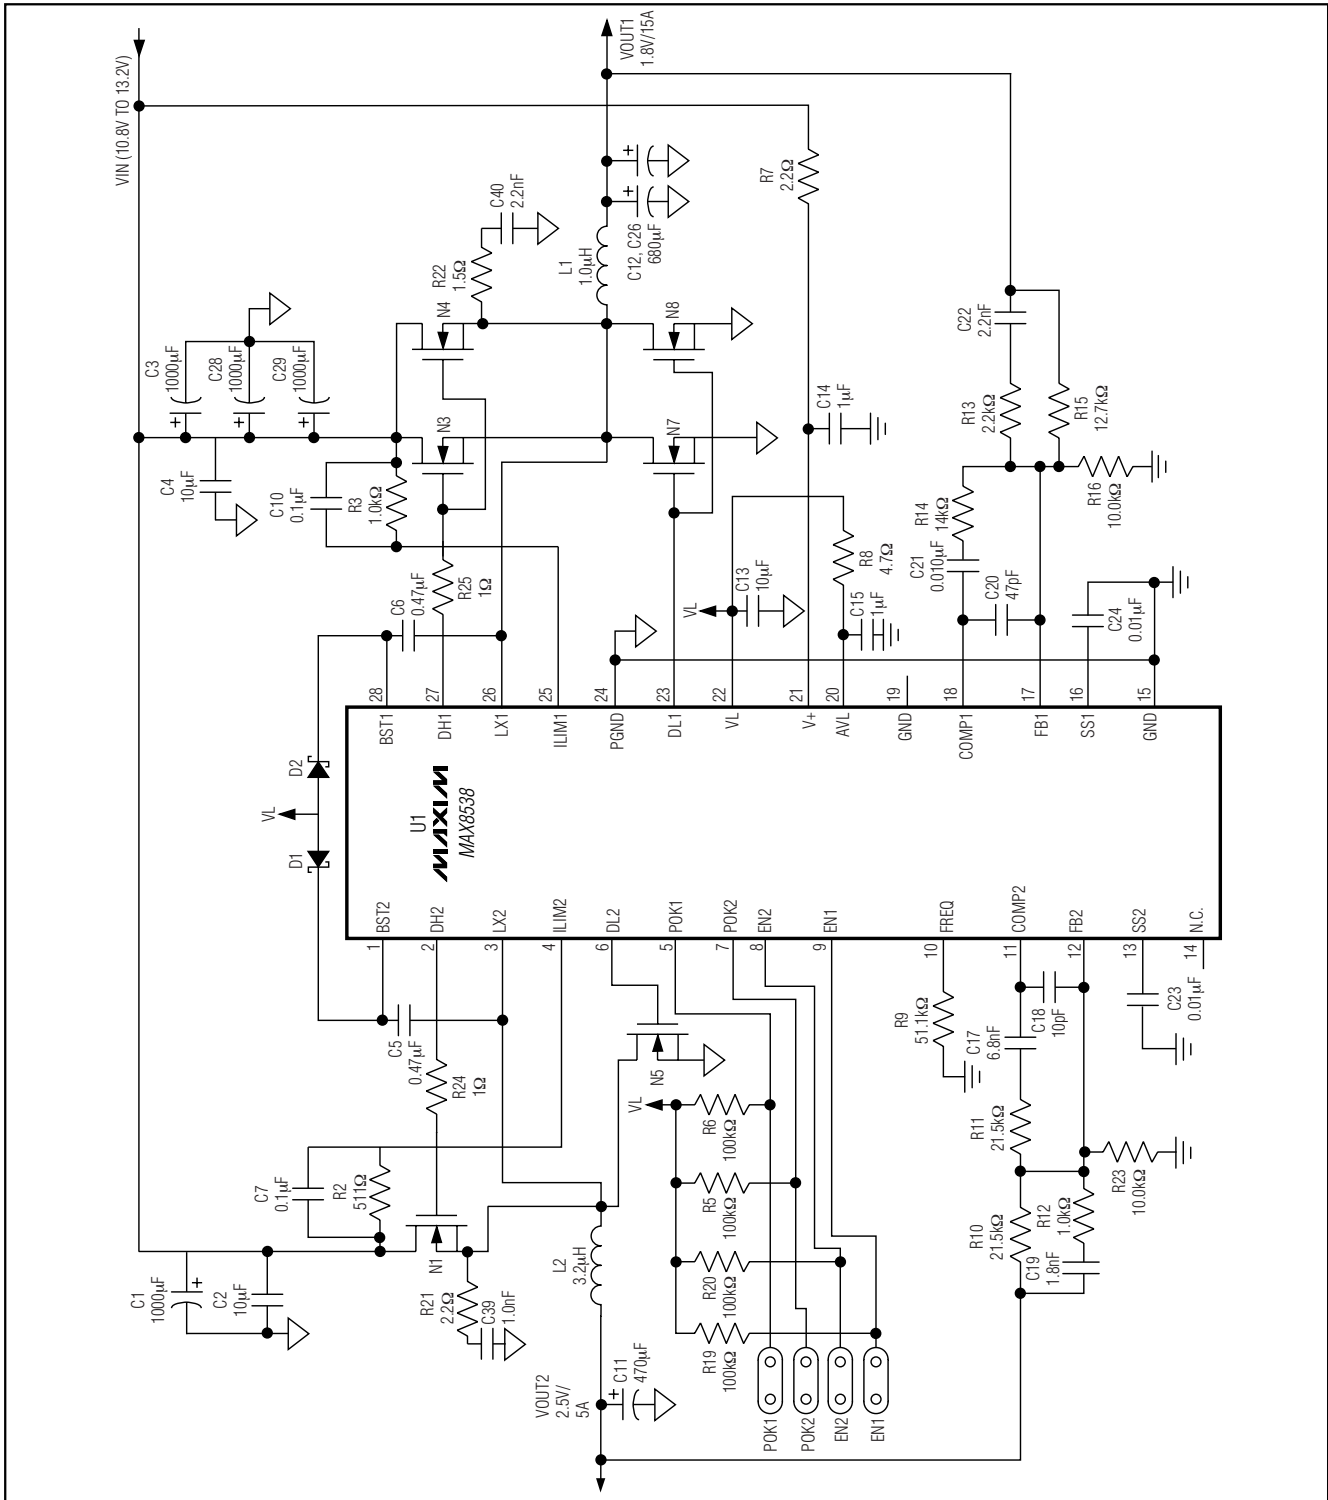 VIN (10.8V TO 13.2V)
VOUT1
1.8V/15A
C3
1000µF
C28
1000µF
C29
1000µF
C4
10µF
C10
0.1µF
R3
1.0kΩ
N3
N4
R22
1.5Ω
C40
2.2nF
L1
1.0µH
C12, C26
680µF
N7
N8
R7
2.2Ω
C14
1µF
C22
2.2nF
R13
2.2kΩ
R15
12.7kΩ
R16
10.0kΩ
R14
14kΩ
C21
0.010µF
C20
47pF
C24
0.01µF
R8
4.7Ω
C15
1µF
C13
10µF
VL
C6
0.47µF
R25
1Ω
28
27
26
25
24
23
22
21
20
19
18
17
16
15
BST1
DH1
LX1
ILIM1
PGND
DL1
VL
V+
AVL
GND
COMP1
FB1
SS1
GND
D2
VL
D1
U1
MAXIM
MAX8538
BST2
DH2
LX2
ILIM2
DL2
POK1
POK2
EN2
EN1
FREQ
COMP2
FB2
SS2
N.C.
1
2
3
4
5
6
7
8
9
10
11
12
13
14
C5
0.47µF
R24
1Ω
C7
0.1µF
R2
511Ω
C1
1000µF
C2
10µF
N1
R21
2.2Ω
C39
1.0nF
L2
3.2µH
N5
VOUT2
2.5V/
5A
C11
470µF
VL
R6
100kΩ
R5
100kΩ
R20
100kΩ
R19
100kΩ
POK1
POK2
EN2
EN1
R9
51.1kΩ
C17
6.8nF
C18
10pF
C23
0.01µF
R11
21.5kΩ
R10
21.5kΩ
R12
1.0kΩ
C19
1.8nF
R23
10.0kΩ